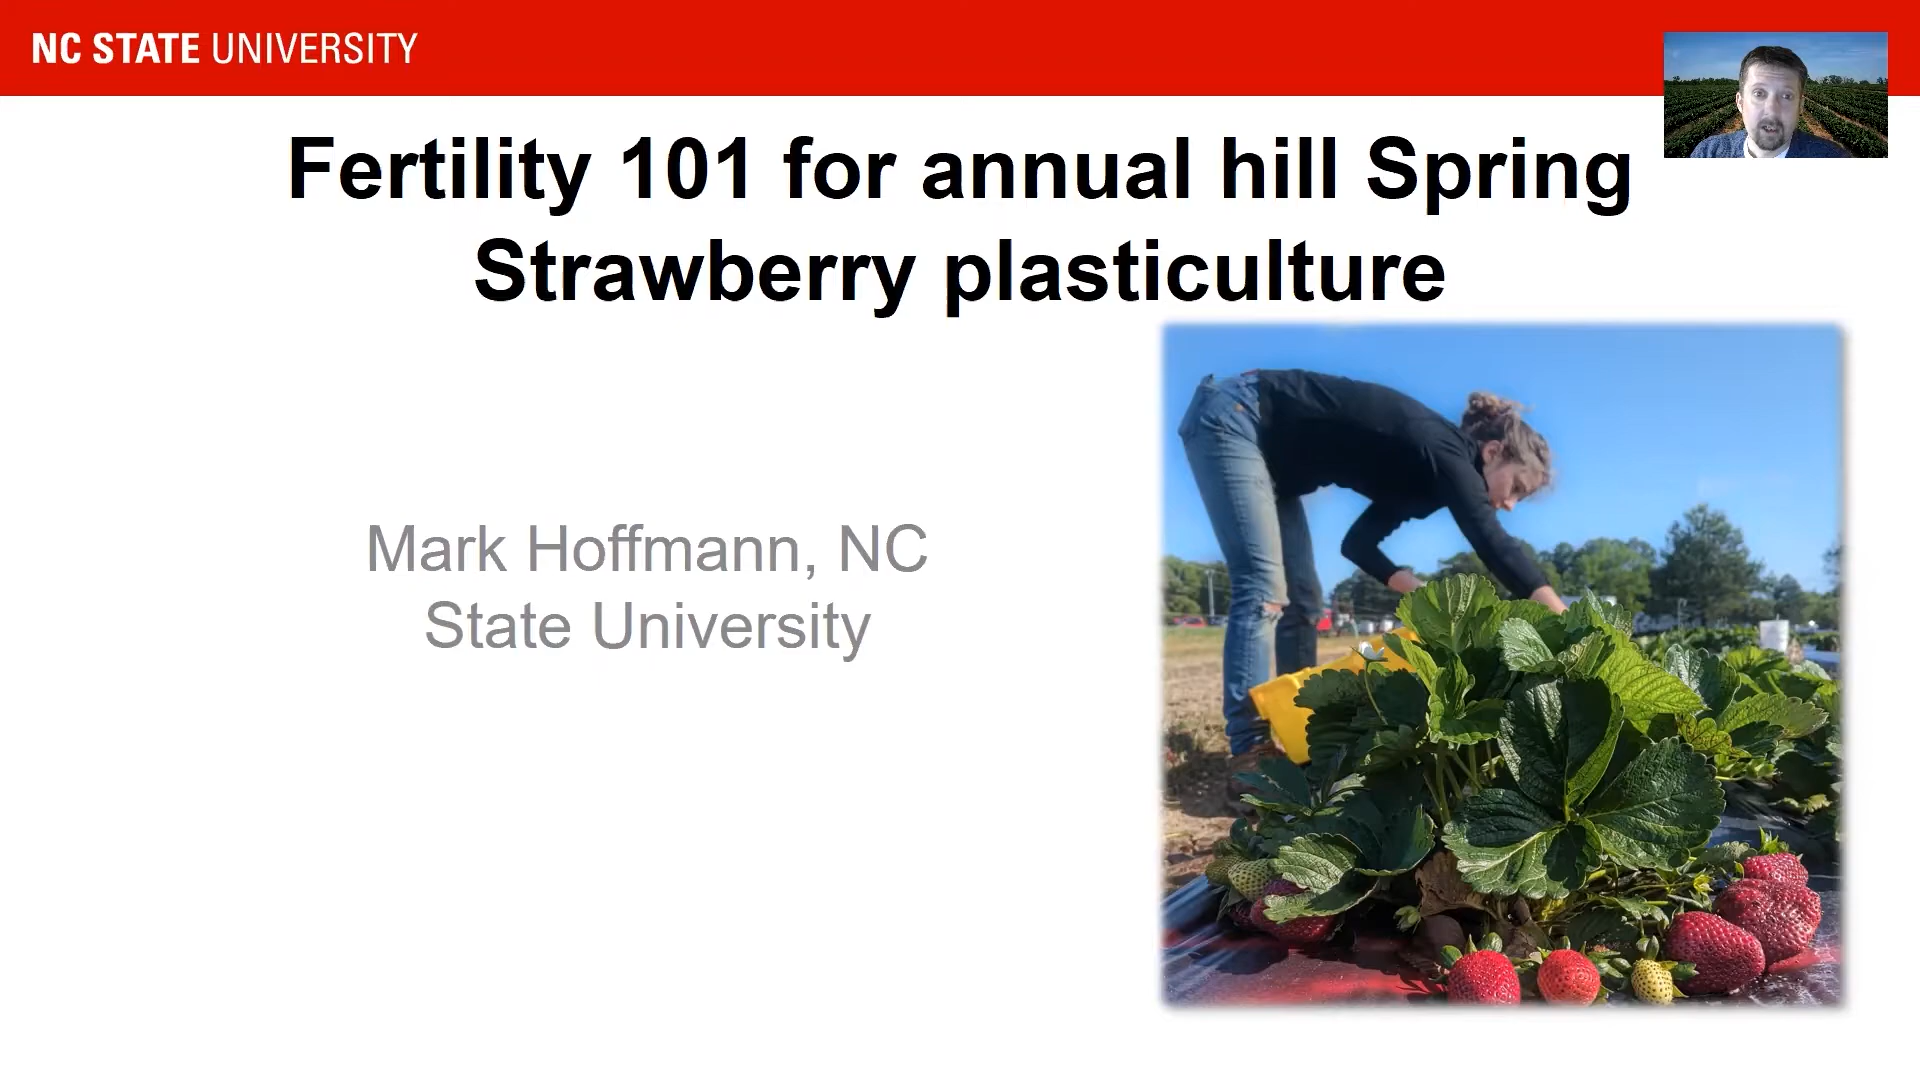 NC STATE UNIVERSITY
Fertility 101 for annual hill Spring
Strawberry plasticulture
Mark Hoffmann, NC
State University